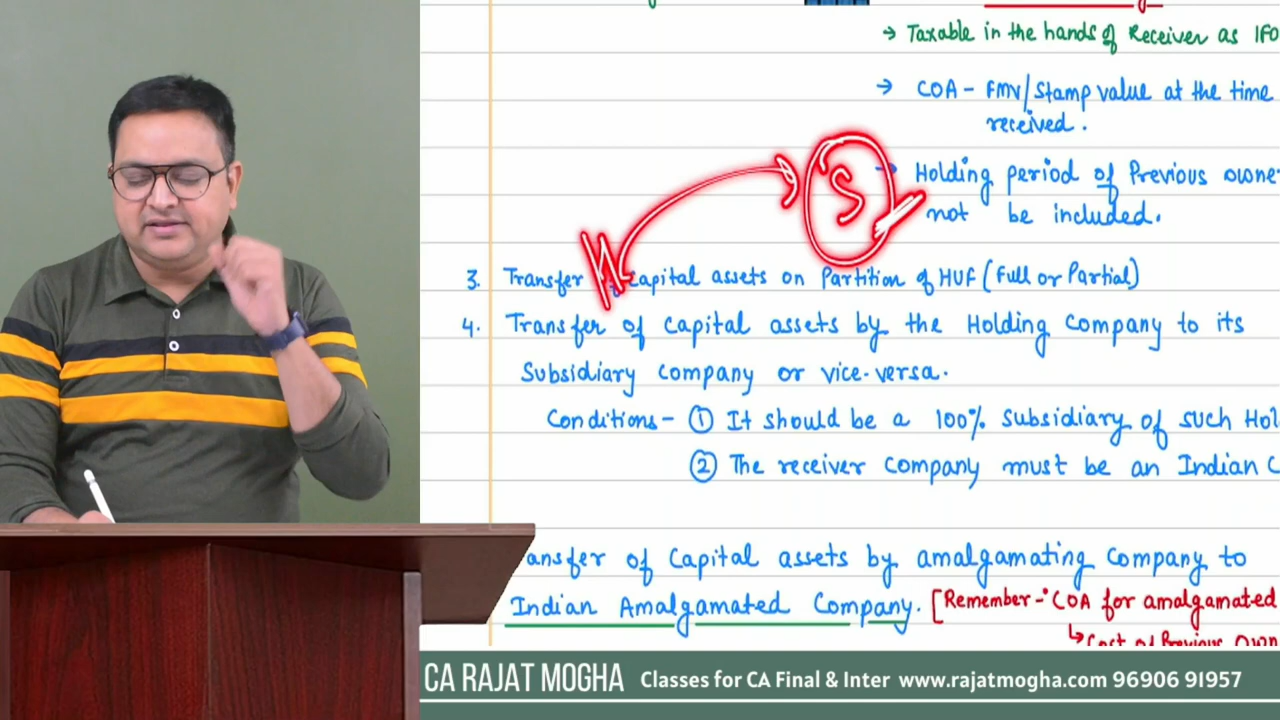 → Taxable in the hands of Receiver as IFO
→ COA - FMV/Stamp value at the time
received.
→ Holding period of Previous owne
not be included.
H S
3. Transfer capital assets on Partition of HUF (Full or Partial)
4. Transfer of Capital assets by the Holding Company to its
Subsidiary company or vice-versa.
Conditions - ① It should be a 100% Subsidiary of such Hol
② The receiver Company must be an Indian C
ansfer of Capital assets by amalgamating Company to
Indian Amalgamated Company. [Remember - COA for amalgamated
↳ Cost of Previous Own
CA RAJAT MOGHA Classes for CA Final & Inter www.rajatmogha.com 96906 91957